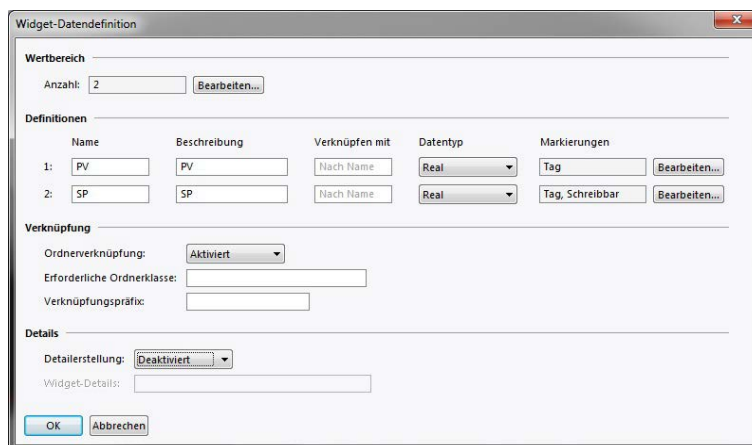 Widget-Datendefinition
Wertbereich
Anzahl: 2 Bearbeiten...
Definitionen
Name Beschreibung Verknüpfen mit Datentyp Markierungen
1: PV PV Nach Name Real Tag Bearbeiten...
2: SP SP Nach Name Real Tag, Schreibbar Bearbeiten...
Verknüpfung
Ordnerverknüpfung: Aktiviert
Erforderliche Ordnerklasse:
Verknüpfungspräfix:
Details
Detailerstellung: Deaktiviert
Widget-Details:
OK Abbrechen